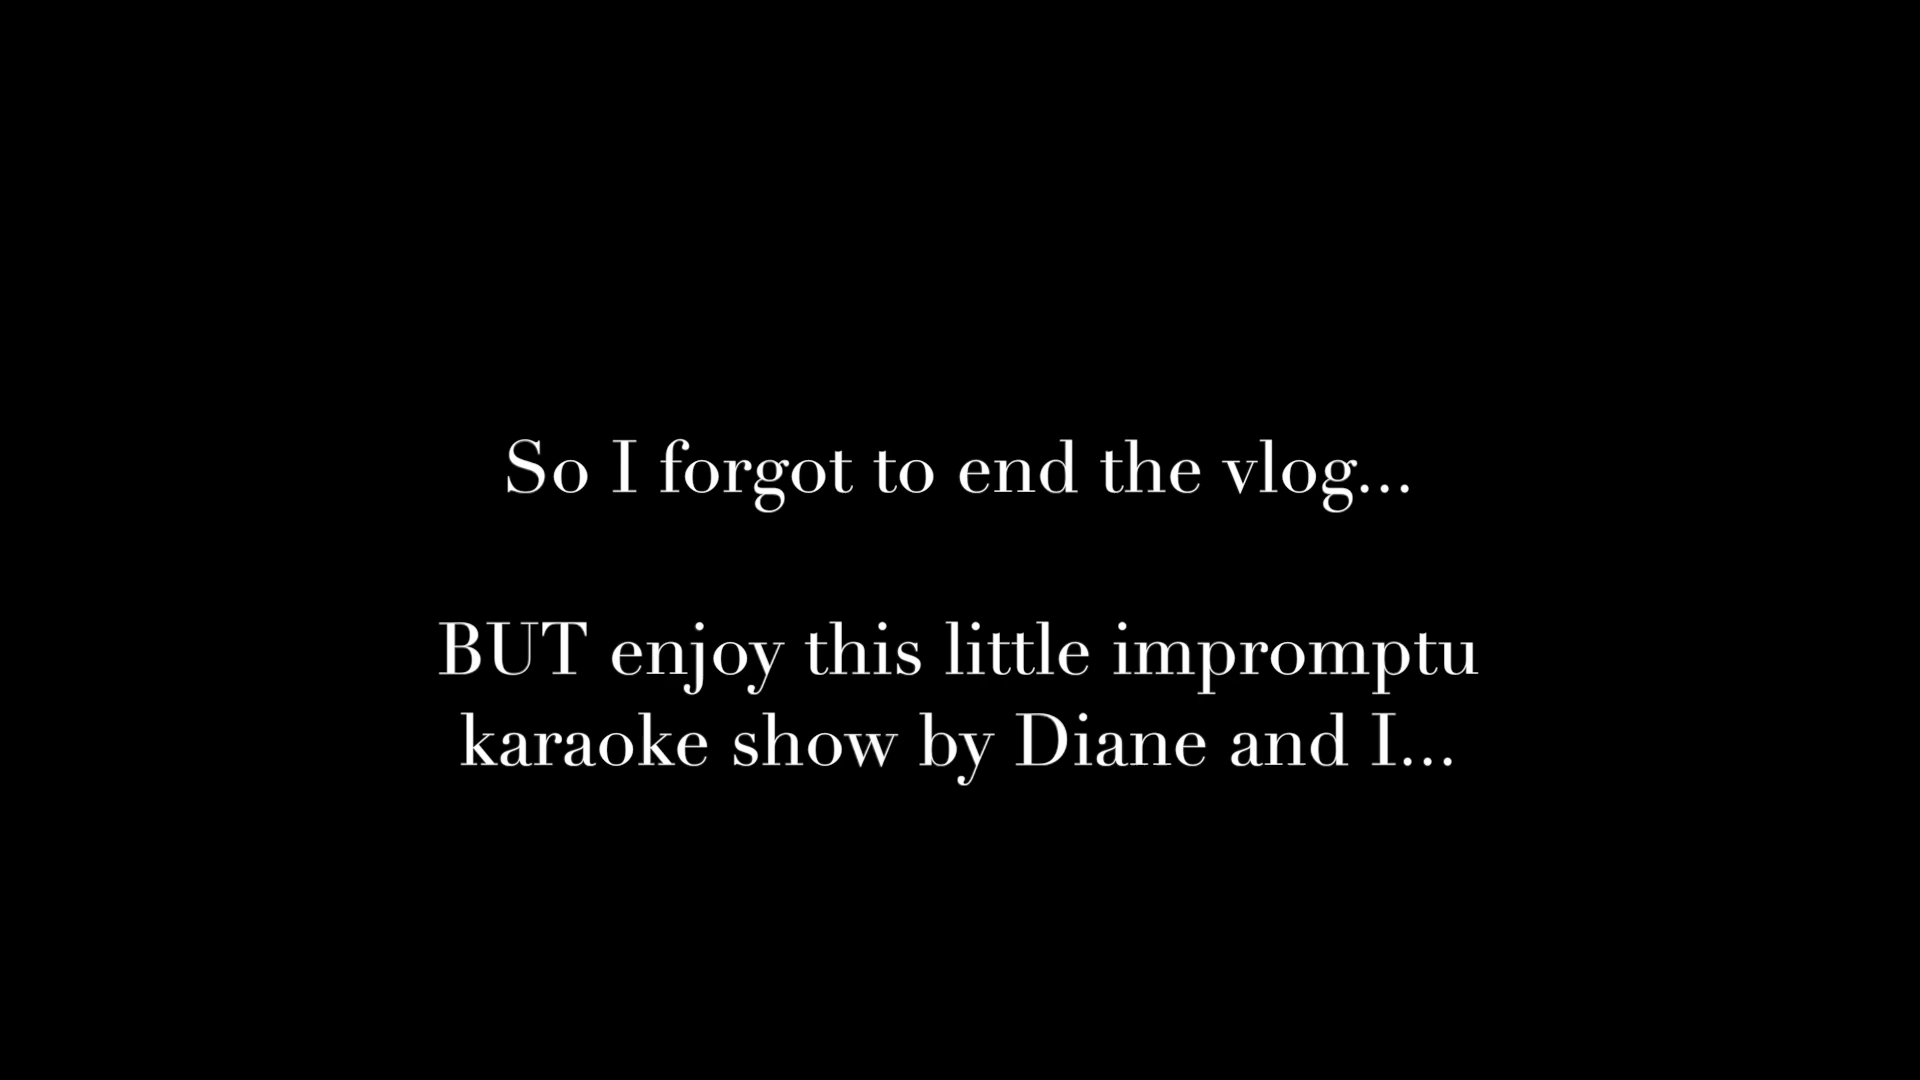 So I forgot to end the vlog...
BUT enjoy this little impromptu
karaoke show by Diane and I...